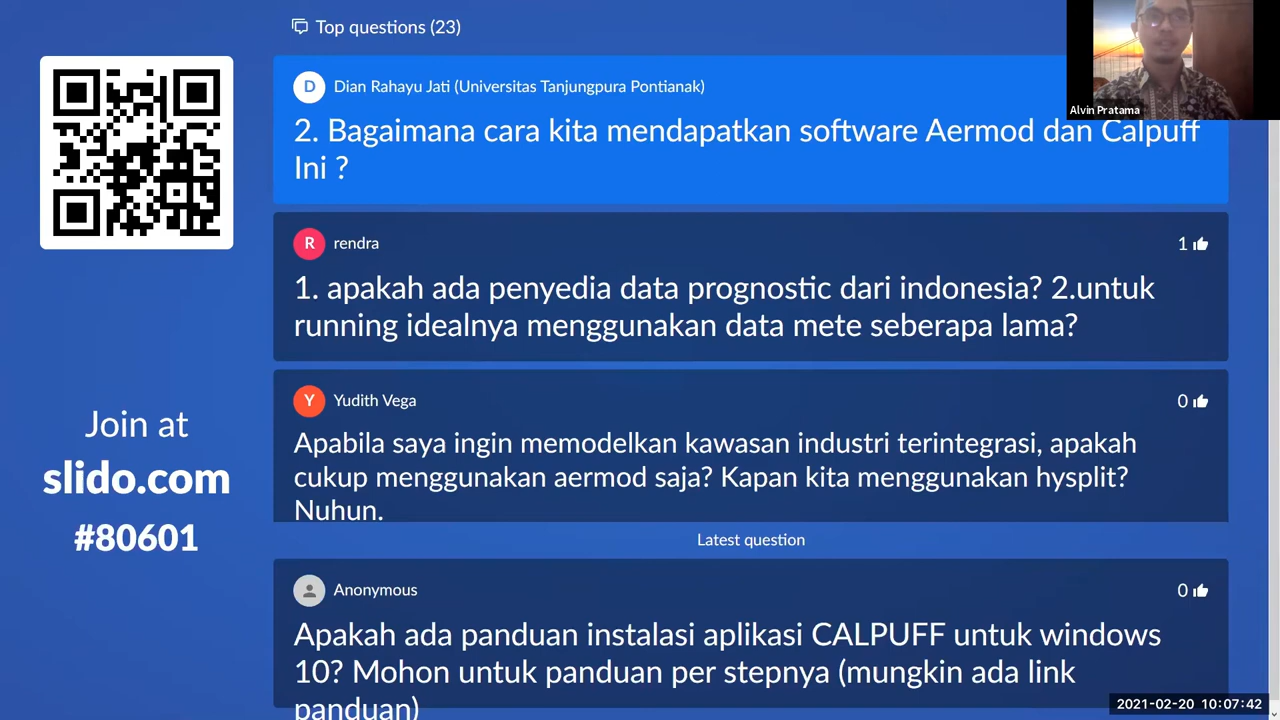 Top questions (23)
D Dian Rahayu Jati (Universitas Tanjungpura Pontianak)
2. Bagaimana cara kita mendapatkan software Aermod dan Calpuff
Ini ?
Alvin Pratama
R rendra 1
1. apakah ada penyedia data prognostic dari indonesia? 2.untuk
running idealnya menggunakan data mete seberapa lama?
Y Yudith Vega 0
Apabila saya ingin memodelkan kawasan industri terintegrasi, apakah
cukup menggunakan aermod saja? Kapan kita menggunakan hysplit?
Nuhun.
Join at
slido.com
#80601
Latest question
Anonymous 0
Apakah ada panduan instalasi aplikasi CALPUFF untuk windows
10? Mohon untuk panduan per stepnya (mungkin ada link
panduan)
2021-02-20 10:07:42